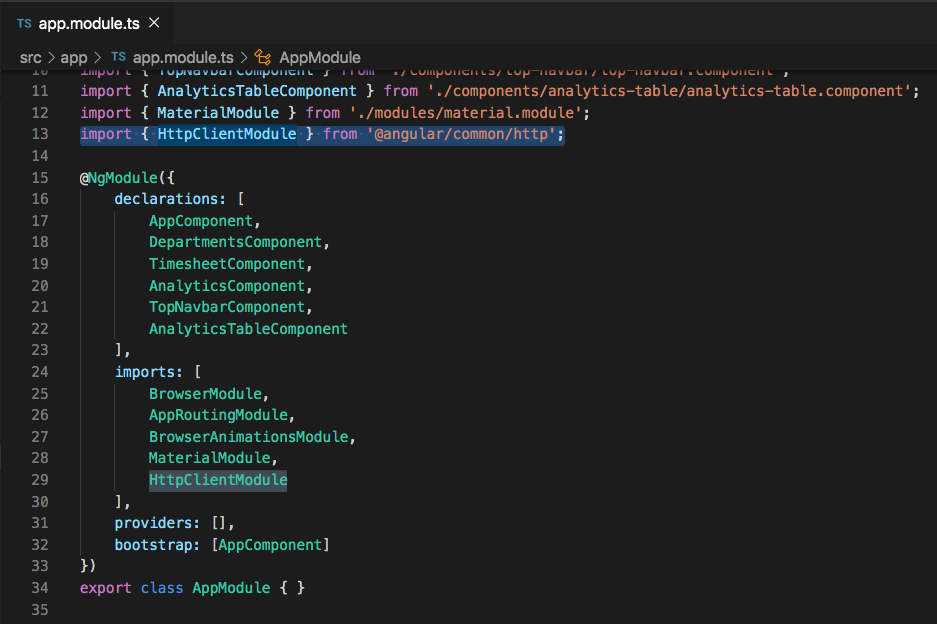 TS app.module.ts ×
src > app > TS app.module.ts > AppModule
10 import { TopNavbarComponent } from './components/top-navbar/top-navbar.component';
11 import { AnalyticsTableComponent } from './components/analytics-table/analytics-table.component';
12 import { MaterialModule } from './modules/material.module';
13 import { HttpClientModule } from '@angular/common/http';
14
15 @NgModule({
16 declarations: [
17 AppComponent,
18 DepartmentsComponent,
19 TimesheetComponent,
20 AnalyticsComponent,
21 TopNavbarComponent,
22 AnalyticsTableComponent
23 ],
24 imports: [
25 BrowserModule,
26 AppRoutingModule,
27 BrowserAnimationsModule,
28 MaterialModule,
29 HttpClientModule
30 ],
31 providers: [],
32 bootstrap: [AppComponent]
33 })
34 export class AppModule { }
35